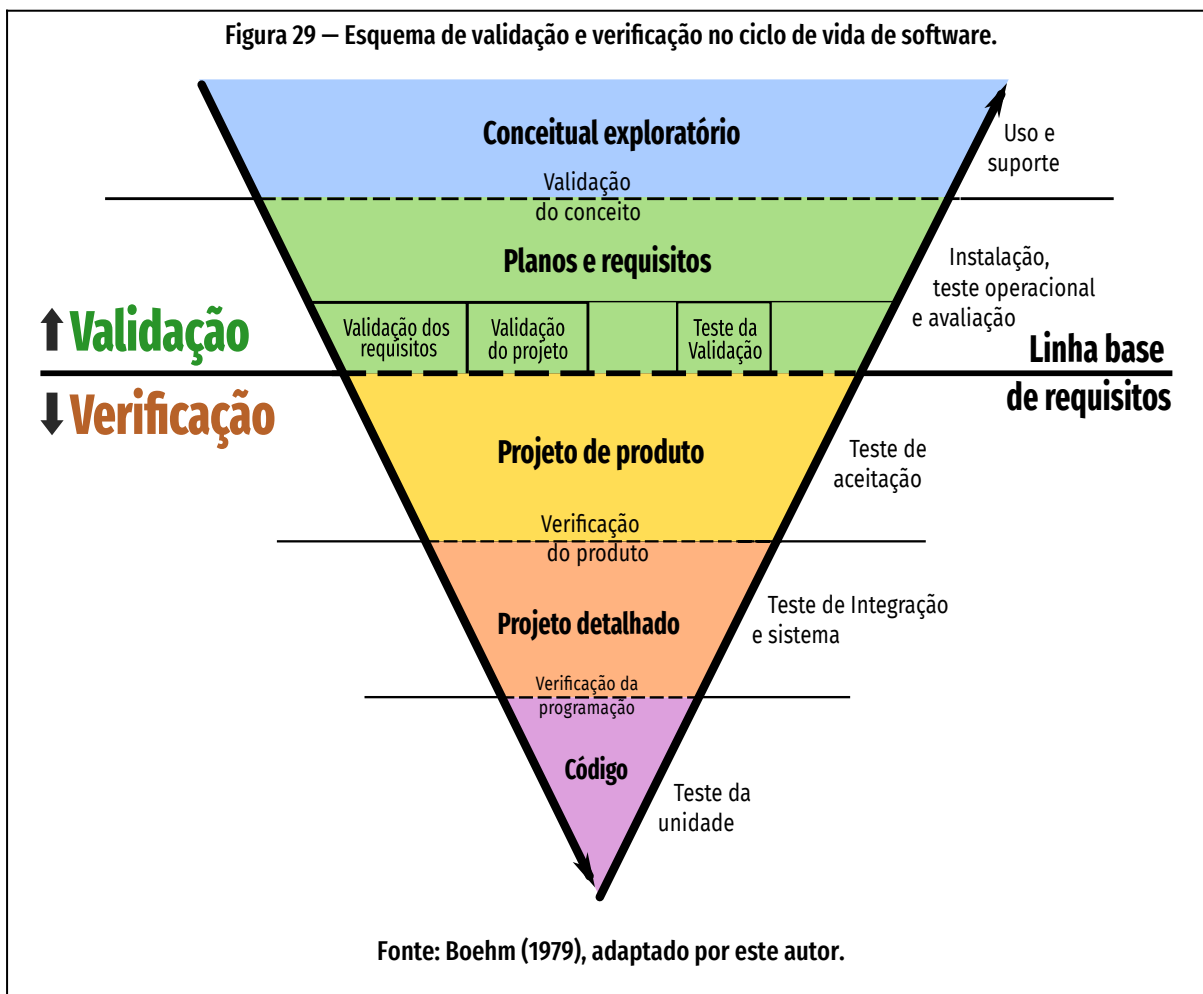 Figura 29 — Esquema de validação e verificação no ciclo de vida de software.
Conceitual exploratório
Uso e
suporte
Validação
do conceito
Planos e requisitos
Instalação,
teste operacional
e avaliação
Validação dos
requisitos
Validação
do projeto
Teste da
Validação
Validação
Linha base
de requisitos
Verificação
Projeto de produto
Teste de
aceitação
Verificação
do produto
Projeto detalhado
Teste de Integração
e sistema
Verificação da
programação
Código
Teste da
unidade
Fonte: Boehm (1979), adaptado por este autor.